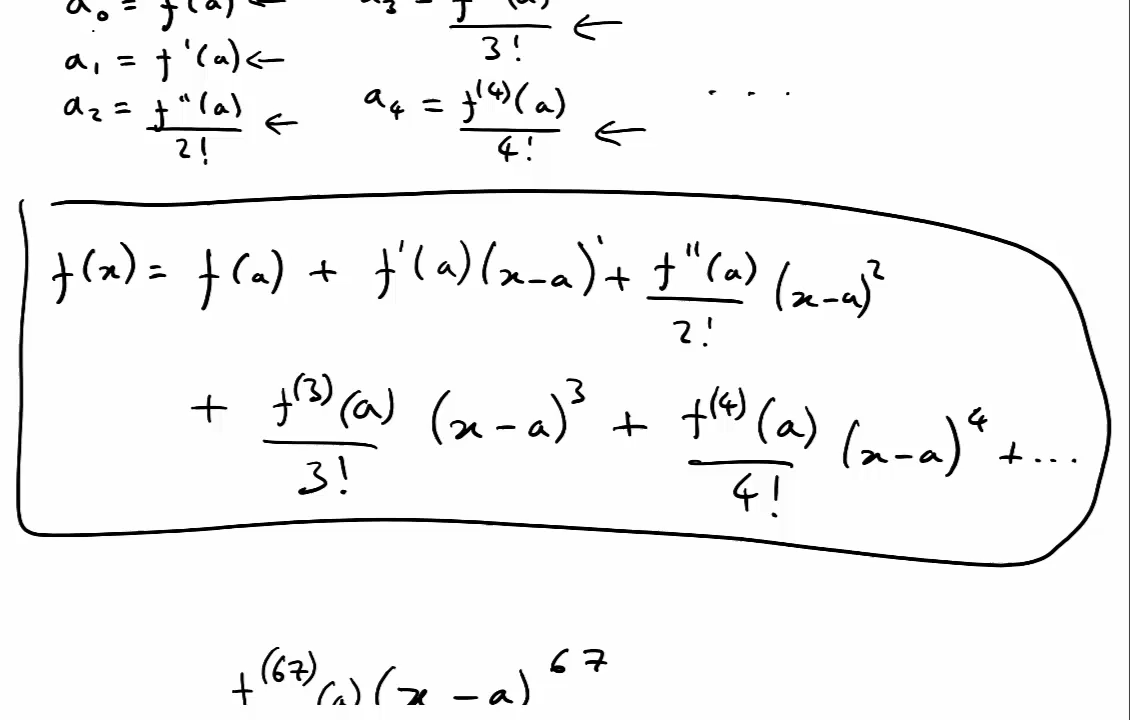 a₀ = f(a) ← a₃ = f'''(a)/3! ←
a₁ = f'(a) ←
a₂ = f''(a)/2! ← a₄ = f⁽⁴⁾(a)/4! ← . . .
f(x) = f(a) + f'(a)(x-a)' + f''(a)/2! (x-a)²
+ f⁽³⁾(a)/3! (x-a)³ + f⁽⁴⁾(a)/4! (x-a)⁴ + ...
f⁽⁶⁷⁾(a)(x-a)⁶⁷